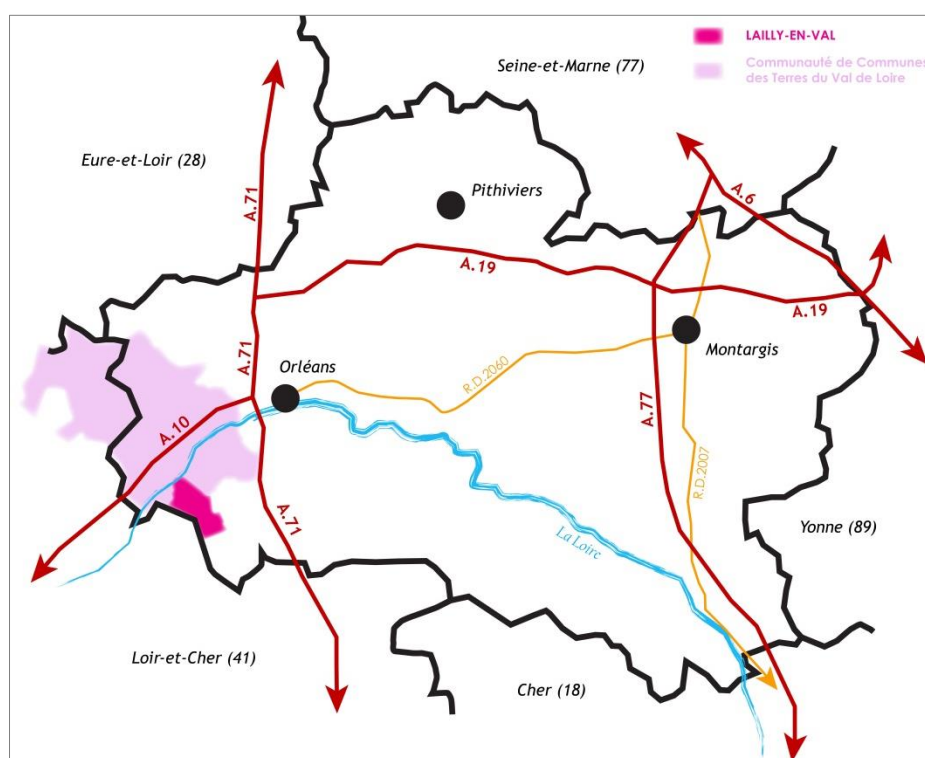 LAILLY-EN-VAL
Communauté de Communes
des Terres du Val de Loire
Seine-et-Marne (77)
Eure-et-Loir (28)
A.71
Pithiviers
A.6
A.19
A.19
A.71
Orléans
R.D.2060
Montargis
A.10
A.77
R.D.2007
A.71
La Loire
Yonne (89)
Loir-et-Cher (41)
Cher (18)